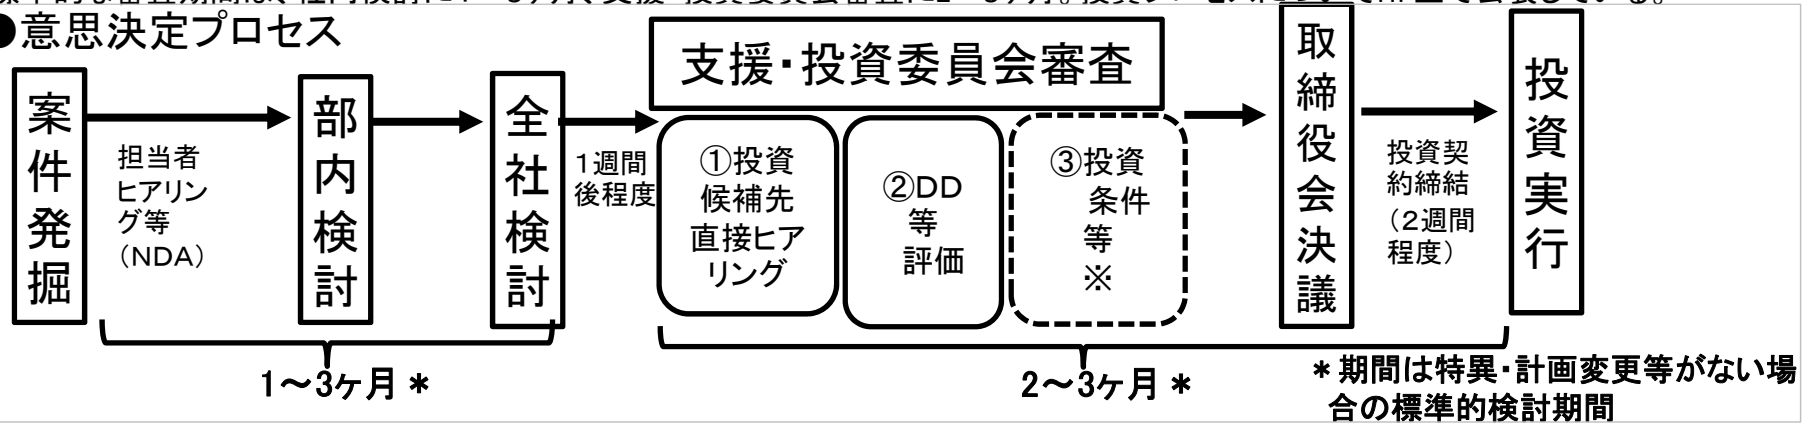 ●意思決定プロセス
案件発掘
担当者
ヒアリン
グ等
（NDA）
部内検討
全社検討
1週間
後程度
支援・投資委員会審査
①投資
候補先
直接ヒア
リング
②DD
等
評価
③投資
条件
等
※
取締役会決議
投資契
約締結
（2週間
程度）
投資実行
1～3ヶ月＊
2～3ヶ月＊
＊期間は特異・計画変更等がない場
合の標準的検討期間